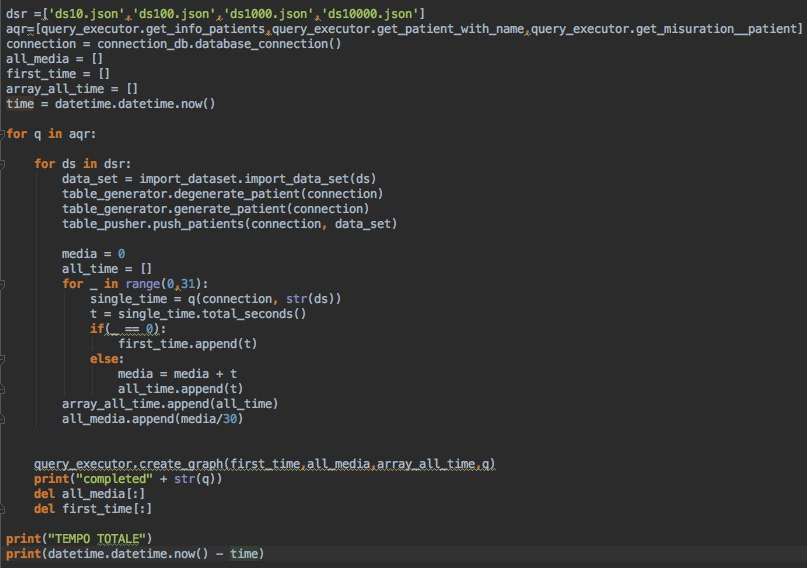 dsr =['ds10.json','ds100.json','ds1000.json','ds10000.json']
aqr=[query_executor.get_info_patients,query_executor.get_patient_with_name,query_executor.get_misuration__patient]
connection = connection_db.database_connection()
all_media = []
first_time = []
array_all_time = []
time = datetime.datetime.now()
for q in aqr:
for ds in dsr:
data_set = import_dataset.import_data_set(ds)
table_generator.degenerate_patient(connection)
table_generator.generate_patient(connection)
table_pusher.push_patients(connection, data_set)
media = 0
all_time = []
for _ in range(0,31):
single_time = q(connection, str(ds))
t = single_time.total_seconds()
if(_ == 0):
first_time.append(t)
else:
media = media + t
all_time.append(t)
array_all_time.append(all_time)
all_media.append(media/30)
query_executor.create_graph(first_time,all_media,array_all_time,q)
print("completed" + str(q))
del all_media[:]
del first_time[:]
print("TEMPO TOTALE")
print(datetime.datetime.now() - time)